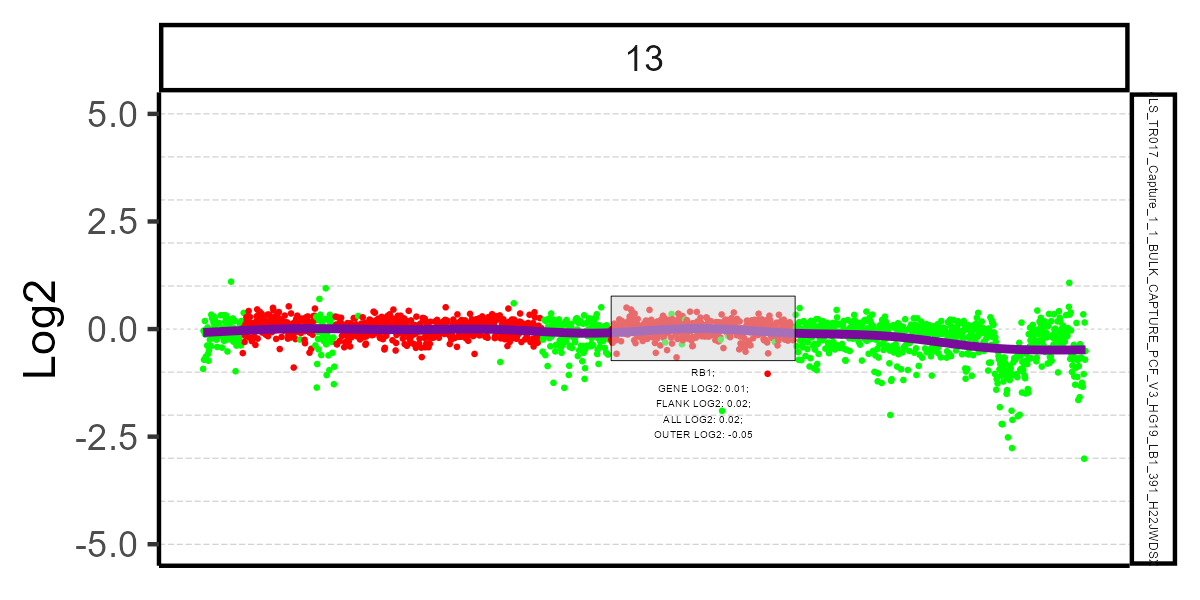 13
5.0
2.5
0.0
-2.5
-5.0
Log2
RB1;
GENE LOG2: 0.01;
FLANK LOG2: 0.02;
ALL LOG2: 0.02;
OUTER LOG2: -0.05
LS_TR017_Capture_1_1_BULK_CAPTURE_PCF_V3_HG19_LB1_391_H22JWDS